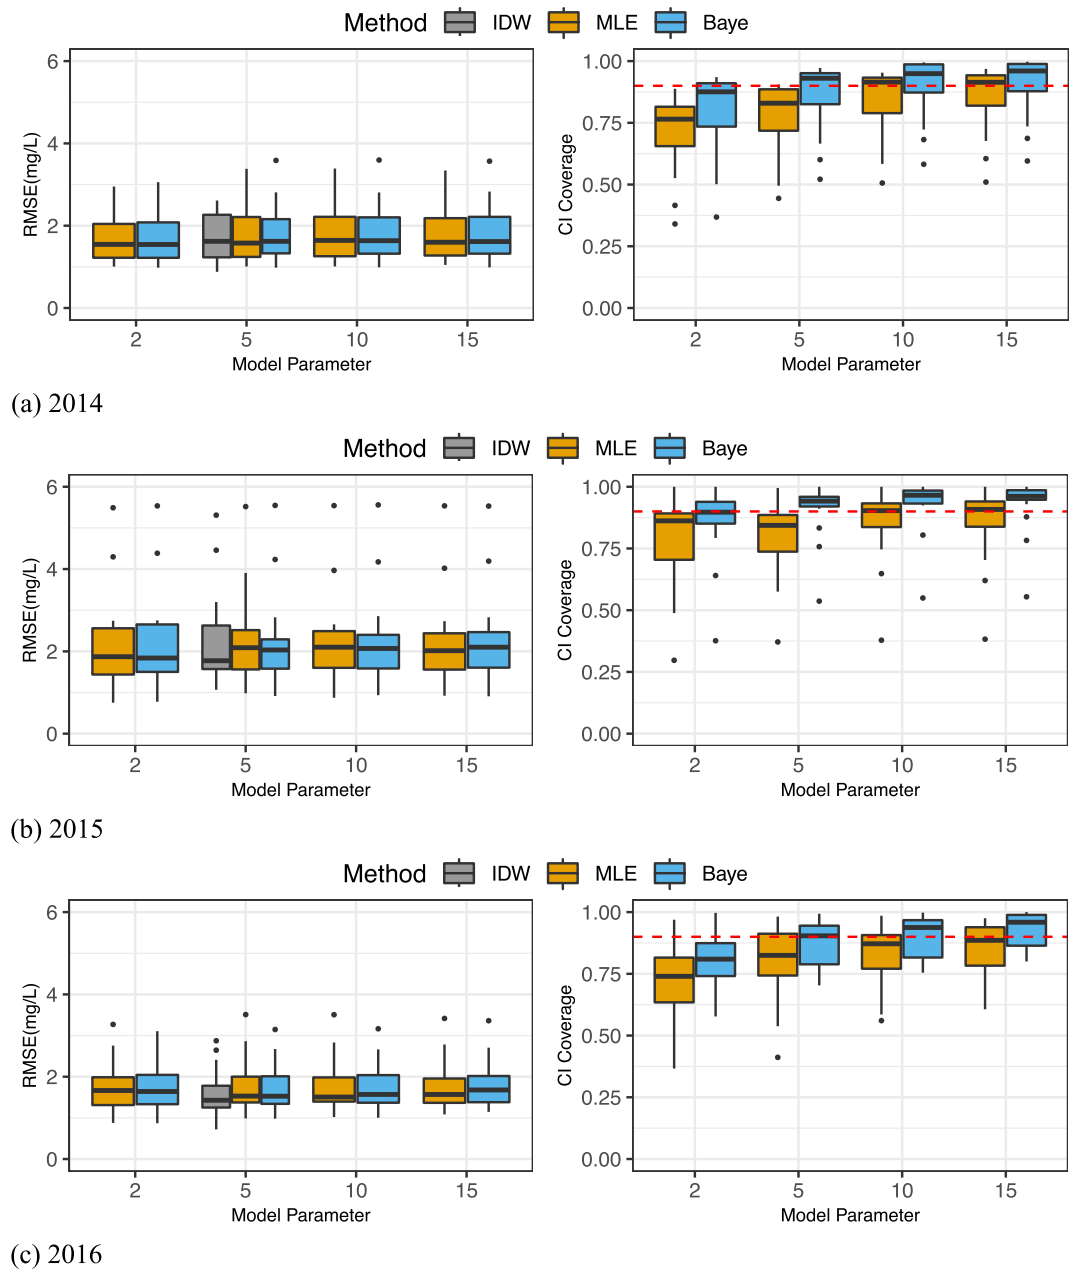 Method IDW MLE Baye
6
4
2
0
RMSE(mg/L)
2 5 10 15
Model Parameter
1.00
0.75
0.50
0.25
0.00
CI Coverage
2 5 10 15
Model Parameter
(a) 2014
Method IDW MLE Baye
6
4
2
0
RMSE(mg/L)
2 5 10 15
Model Parameter
1.00
0.75
0.50
0.25
0.00
CI Coverage
2 5 10 15
Model Parameter
(b) 2015
Method IDW MLE Baye
6
4
2
0
RMSE(mg/L)
2 5 10 15
Model Parameter
1.00
0.75
0.50
0.25
0.00
CI Coverage
2 5 10 15
Model Parameter
(c) 2016